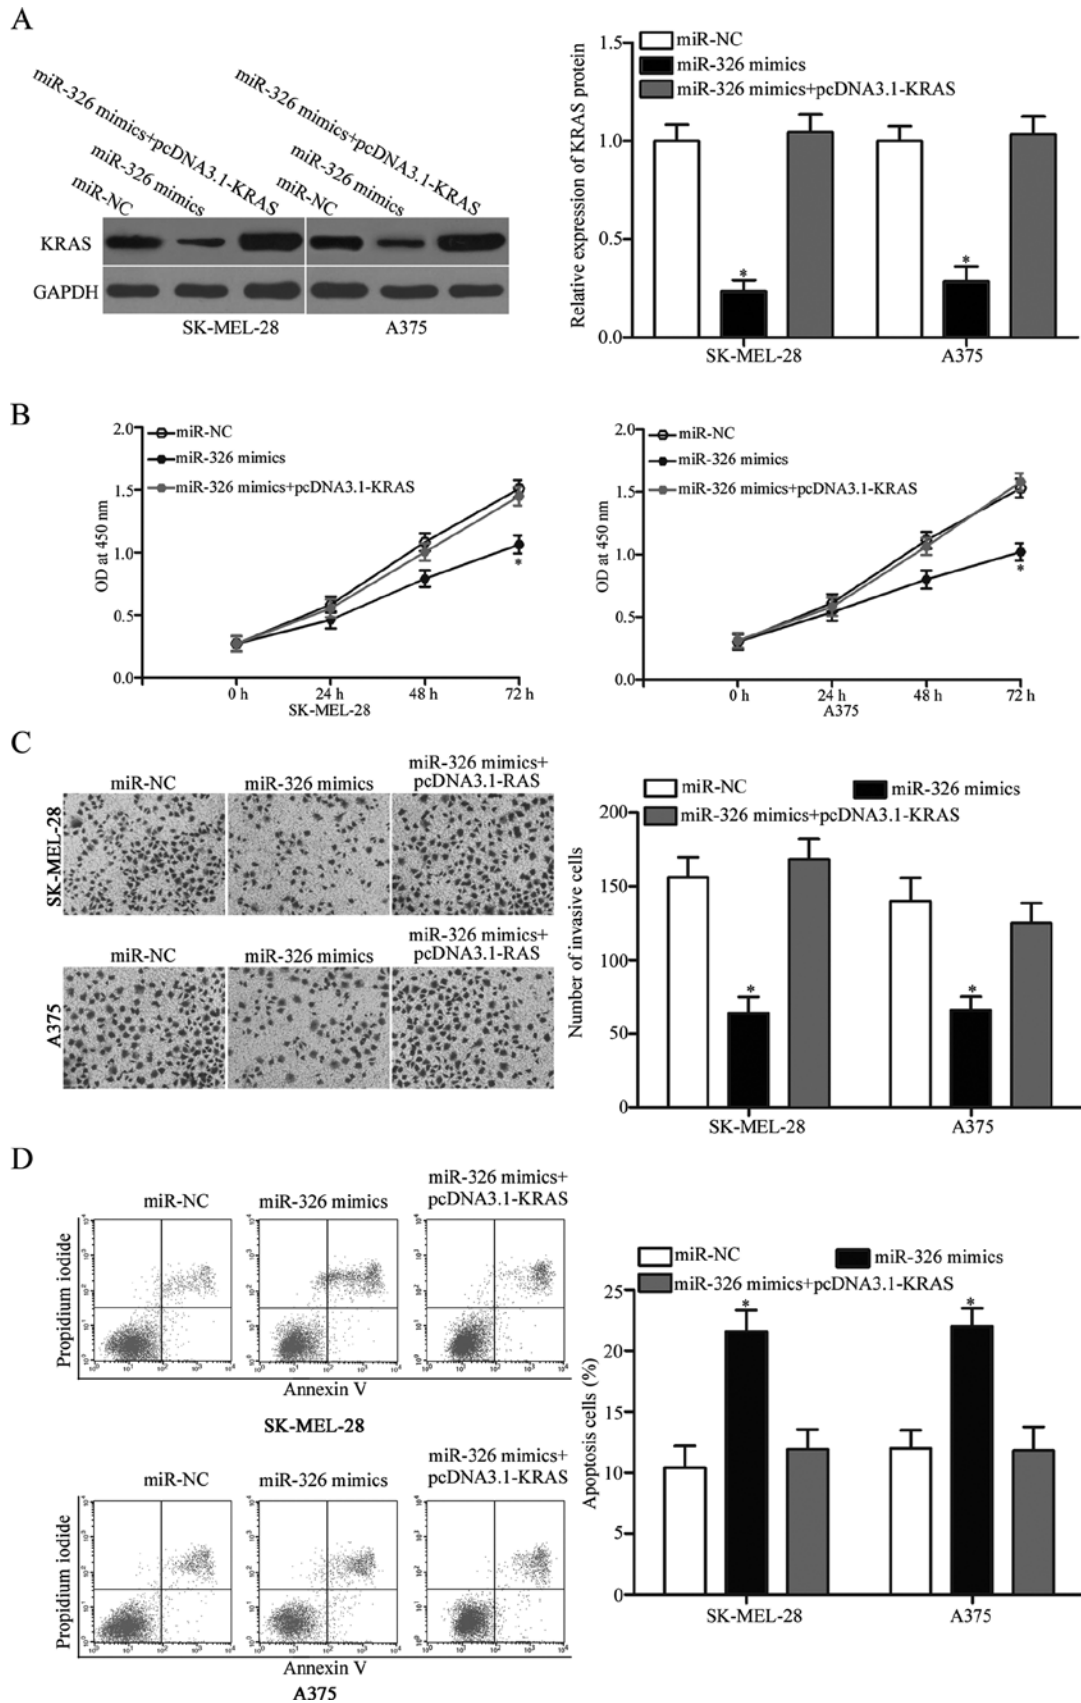 A
miR-326 mimics+pcDNA3.1-KRAS
miR-326 mimics
miR-NC
miR-326 mimics+pcDNA3.1-KRAS
miR-326 mimics
miR-NC
KRAS
GAPDH
SK-MEL-28
A375
miR-NC
miR-326 mimics
miR-326 mimics+pcDNA3.1-KRAS
Relative expression of KRAS protein
1.5
1.0
0.5
0.0
*
*
SK-MEL-28
A375
B
miR-NC
miR-326 mimics
miR-326 mimics+pcDNA3.1-KRAS
OD at 450 nm
2.0
1.5
1.0
0.5
0.0
*
0 h
24 h
48 h
72 h
SK-MEL-28
miR-NC
miR-326 mimics
miR-326 mimics+pcDNA3.1-KRAS
OD at 450 nm
2.0
1.5
1.0
0.5
0.0
*
0 h
24 h
48 h
72 h
A375
C
miR-NC
miR-326 mimics
miR-326 mimics+
pcDNA3.1-RAS
SK-MEL-28
miR-NC
miR-326 mimics
miR-326 mimics+
pcDNA3.1-RAS
A375
miR-NC
miR-326 mimics
miR-326 mimics+pcDNA3.1-KRAS
Number of invasive cells
200
150
100
50
0
*
*
SK-MEL-28
A375
D
miR-NC
miR-326 mimics
miR-326 mimics+
pcDNA3.1-KRAS
Propidium iodide
Annexin V
SK-MEL-28
miR-NC
miR-326 mimics
miR-326 mimics+
pcDNA3.1-KRAS
Propidium iodide
Annexin V
A375
miR-NC
miR-326 mimics
miR-326 mimics+pcDNA3.1-KRAS
Apoptosis cells (%)
25
20
15
10
5
0
*
*
SK-MEL-28
A375